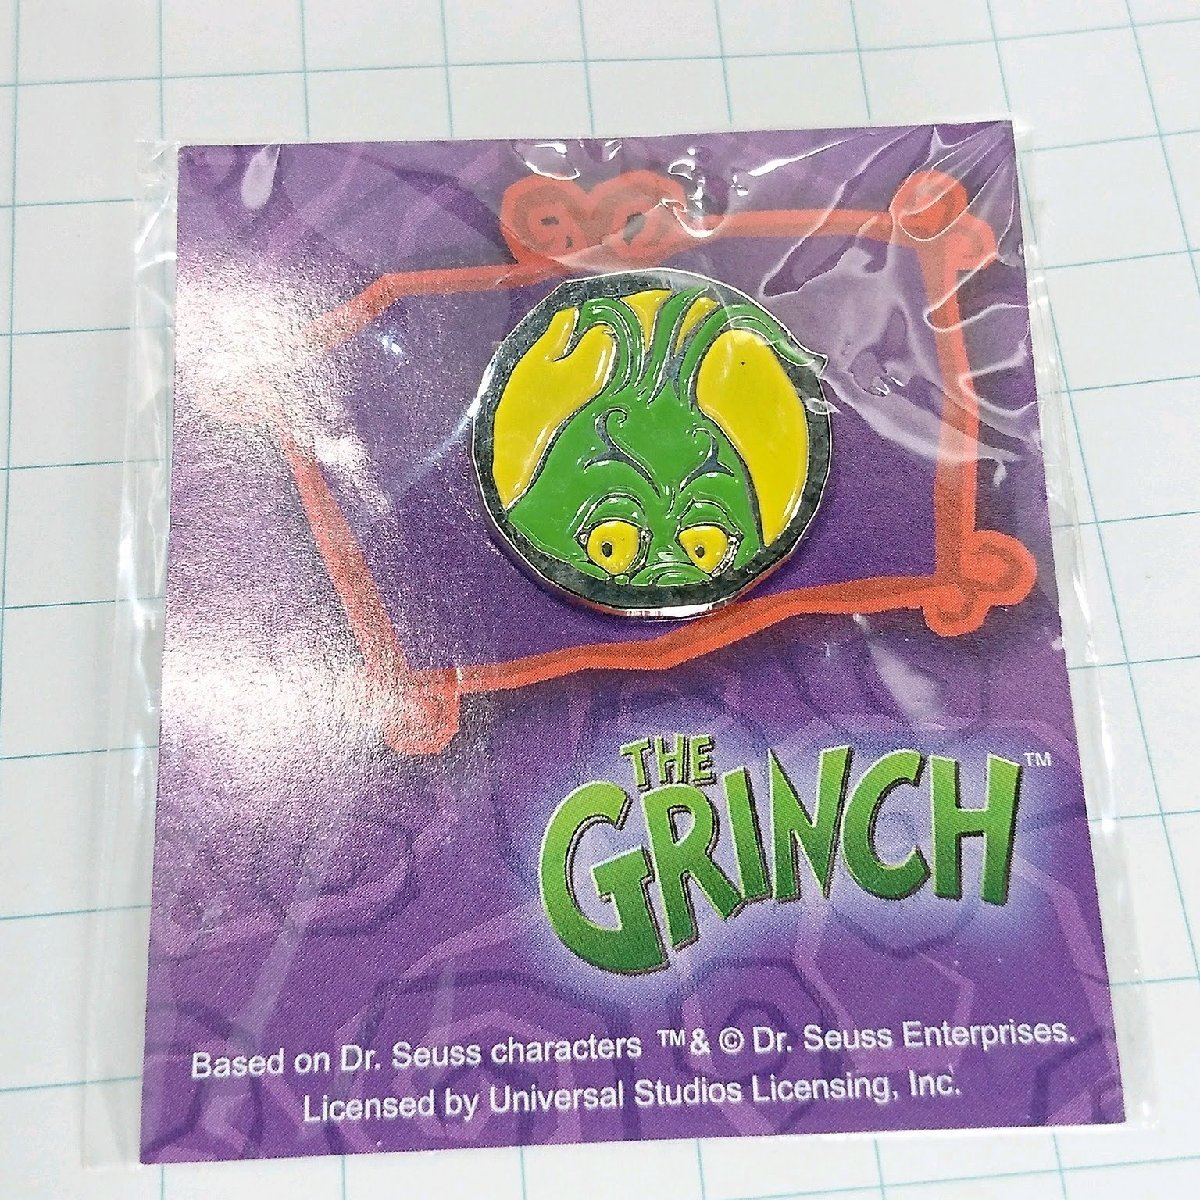 THE
GRINCH™
Based on Dr. Seuss characters ™& © Dr. Seuss Enterprises.
Licensed by Universal Studios Licensing, Inc.